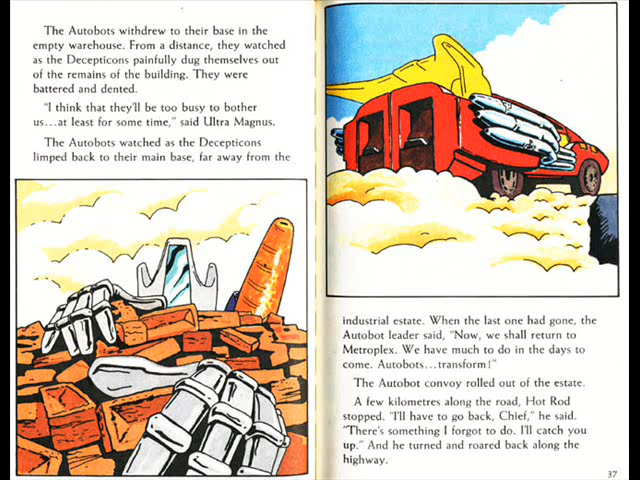 The Autobots withdrew to their base in the
empty warehouse. From a distance, they watched
as the Decepticons painfully dug themselves out
of the remains of the building. They were
battered and dented.
"I think that they'll be too busy to bother
us...at least for some time," said Ultra Magnus.
The Autobots watched as the Decepticons
limped back to their main base, far away from the
industrial estate. When the last one had gone, the
Autobot leader said, "Now, we shall return to
Metroplex. We have much to do in the days to
come. Autobots...transform!"
The Autobot convoy rolled out of the estate.
A few kilometres along the road, Hot Rod
stopped. "I'll have to go back, Chief," he said.
"There's something I forgot to do. I'll catch you
up." And he turned and roared back along the
highway.
37